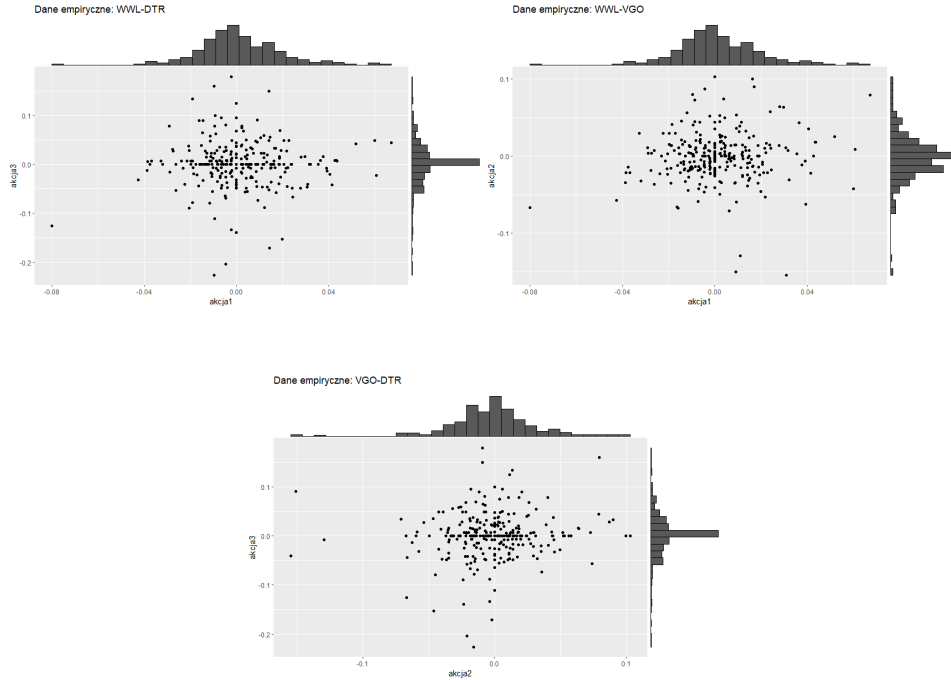 Dane empiryczne: WWL-DTR
0.1
0.0
-0.1
-0.2
akcja3
-0.08
-0.04
0.00
0.04
akcja1
Dane empiryczne: WWL-VGO
0.1
0.0
-0.1
akcja2
-0.08
-0.04
0.00
0.04
akcja1
Dane empiryczne: VGO-DTR
0.1
0.0
-0.1
-0.2
akcja3
-0.1
0.0
0.1
akcja2